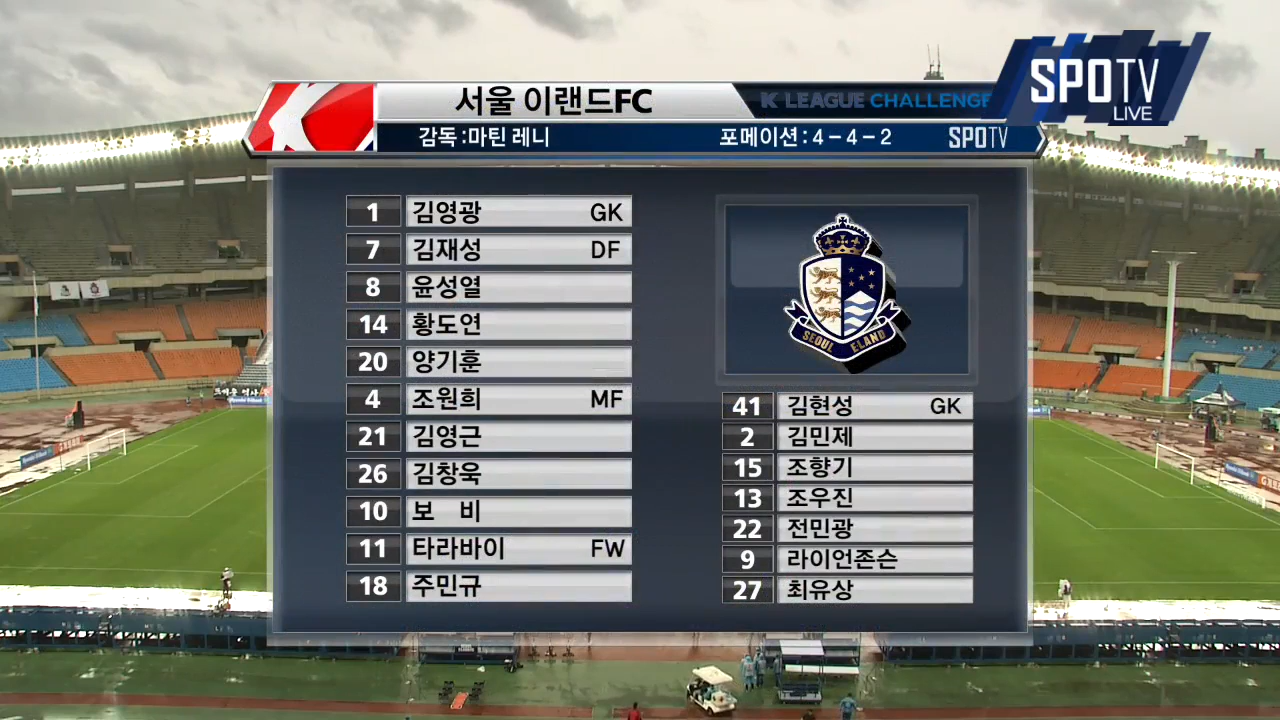 SPOTV
LIVE
서울 이랜드FC
K LEAGUE CHALLENGE
감독:마틴 레니
포메이션:4-4-2
SPOTV
1 김영광 GK
7 김재성 DF
8 윤성열
14 황도연
20 양기훈
4 조원희 MF
21 김영근
26 김창욱
10 보 비
11 타라바이 FW
18 주민규
SEOUL ELAND
41 김현성 GK
2 김민제
15 조향기
13 조우진
22 전민광
9 라이언존슨
27 최유상